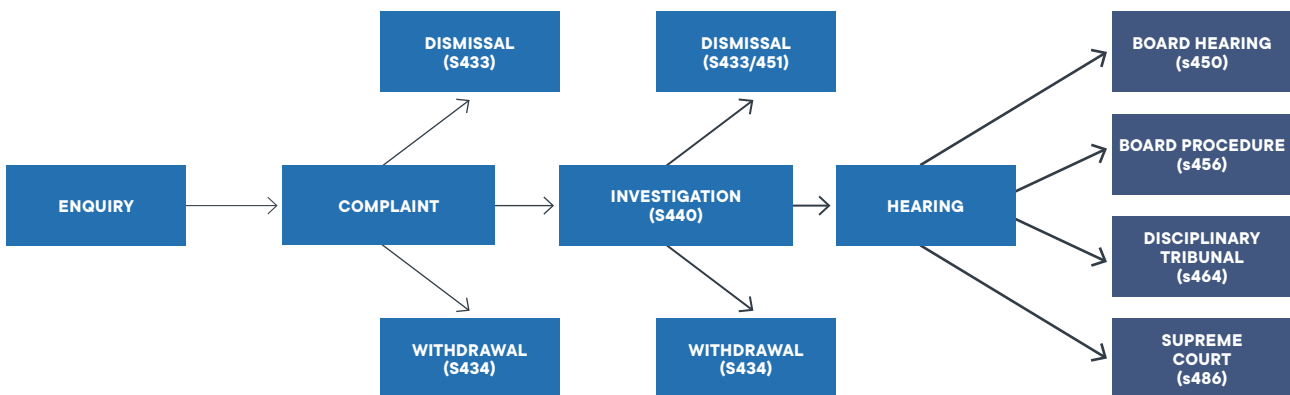 DISMISSAL
(S433)
DISMISSAL
(S433/451)
BOARD HEARING
(s450)
BOARD PROCEDURE
(s456)
ENQUIRY
COMPLAINT
INVESTIGATION
(S440)
HEARING
DISCIPLINARY
TRIBUNAL
(s464)
WITHDRAWAL
(S434)
WITHDRAWAL
(S434)
SUPREME
COURT
(s486)